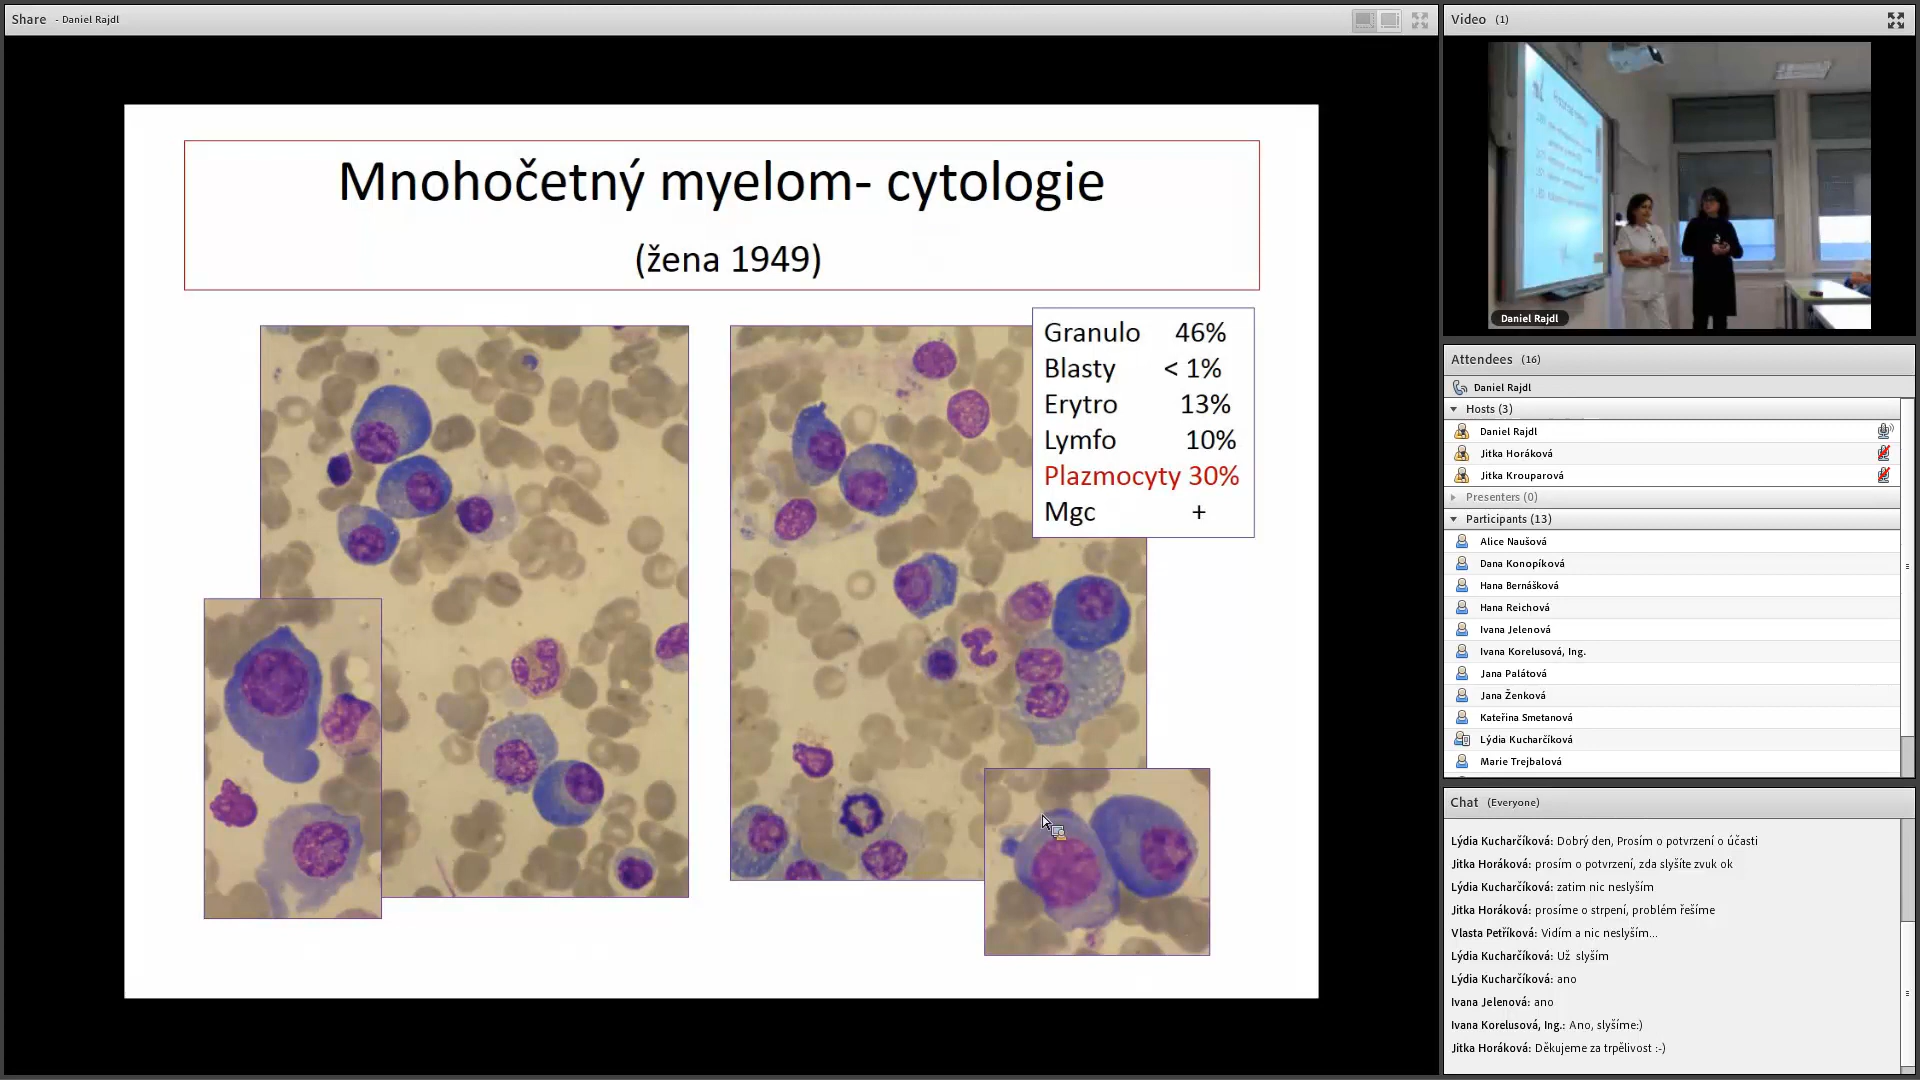 Share - Daniel Rajdl
Mnohočetný myelom- cytologie
(žena 1949)
Granulo 46%
Blasty < 1%
Erytro 13%
Lymfo 10%
Plazmocyty 30%
Mgc +
Video (1)
Daniel Rajdl
Attendees (16)
Daniel Rajdl
Hosts (3)
Daniel Rajdl
Jitka Horáková
Jitka Krouparová
Presenters (0)
Participants (13)
Alice Naušová
Dana Konopíková
Hana Bernášková
Hana Reichová
Ivana Jelenová
Ivana Korelusová, Ing.
Jana Palátová
Jana Ženková
Kateřina Smetanová
Lýdia Kucharčíková
Marie Trejbalová
Chat (Everyone)
Lýdia Kucharčíková: Dobrý den, Prosím o potvrzení o účasti
Jitka Horáková: prosím o potvrzení, zda slyšíte zvuk ok
Lýdia Kucharčíková: zatim nic neslyším
Jitka Horáková: prosíme o strpení, problém řešíme
Vlasta Petříková: Vidím a nic neslyším...
Lýdia Kucharčíková: Už slyším
Lýdia Kucharčíková: ano
Ivana Jelenová: ano
Ivana Korelusová, Ing.: Ano, slyšíme:)
Jitka Horáková: Děkujeme za trpělivost :-)